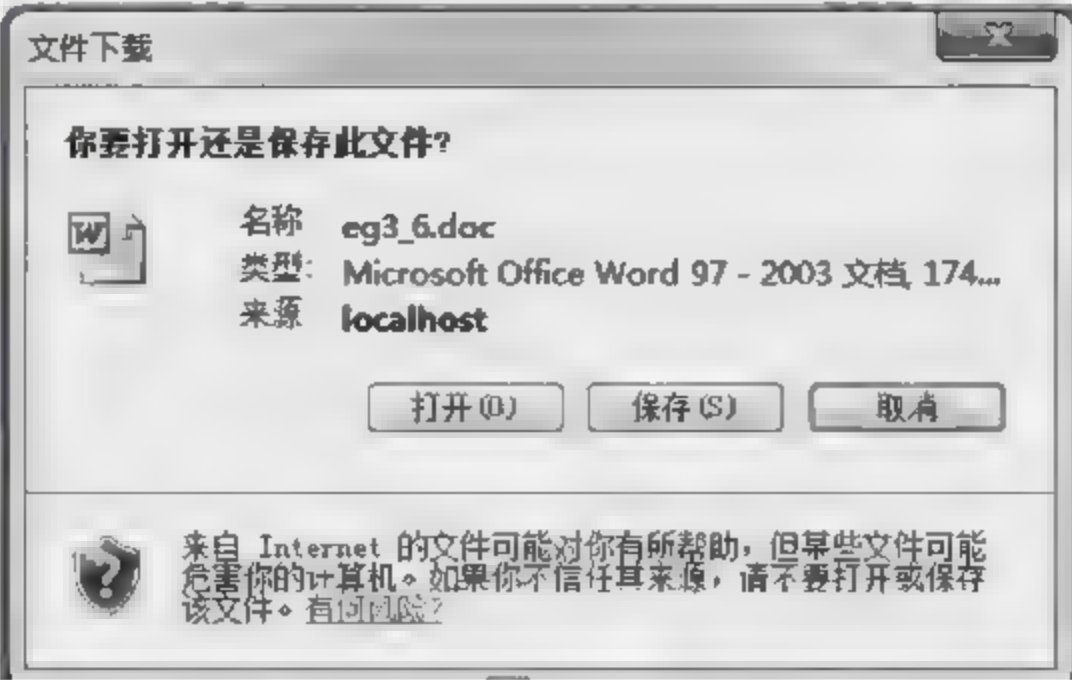 文件下载
你要打开还是保存此文件?
名称 eg3_6.doc
类型: Microsoft Office Word 97 - 2003 文档, 174...
来源 localhost
打开(O) 保存(S) 取消
来自 Internet 的文件可能对你有所帮助，但某些文件可能
危害你的计算机。如果你不信任其来源，请不要打开或保存
该文件。有何风险?